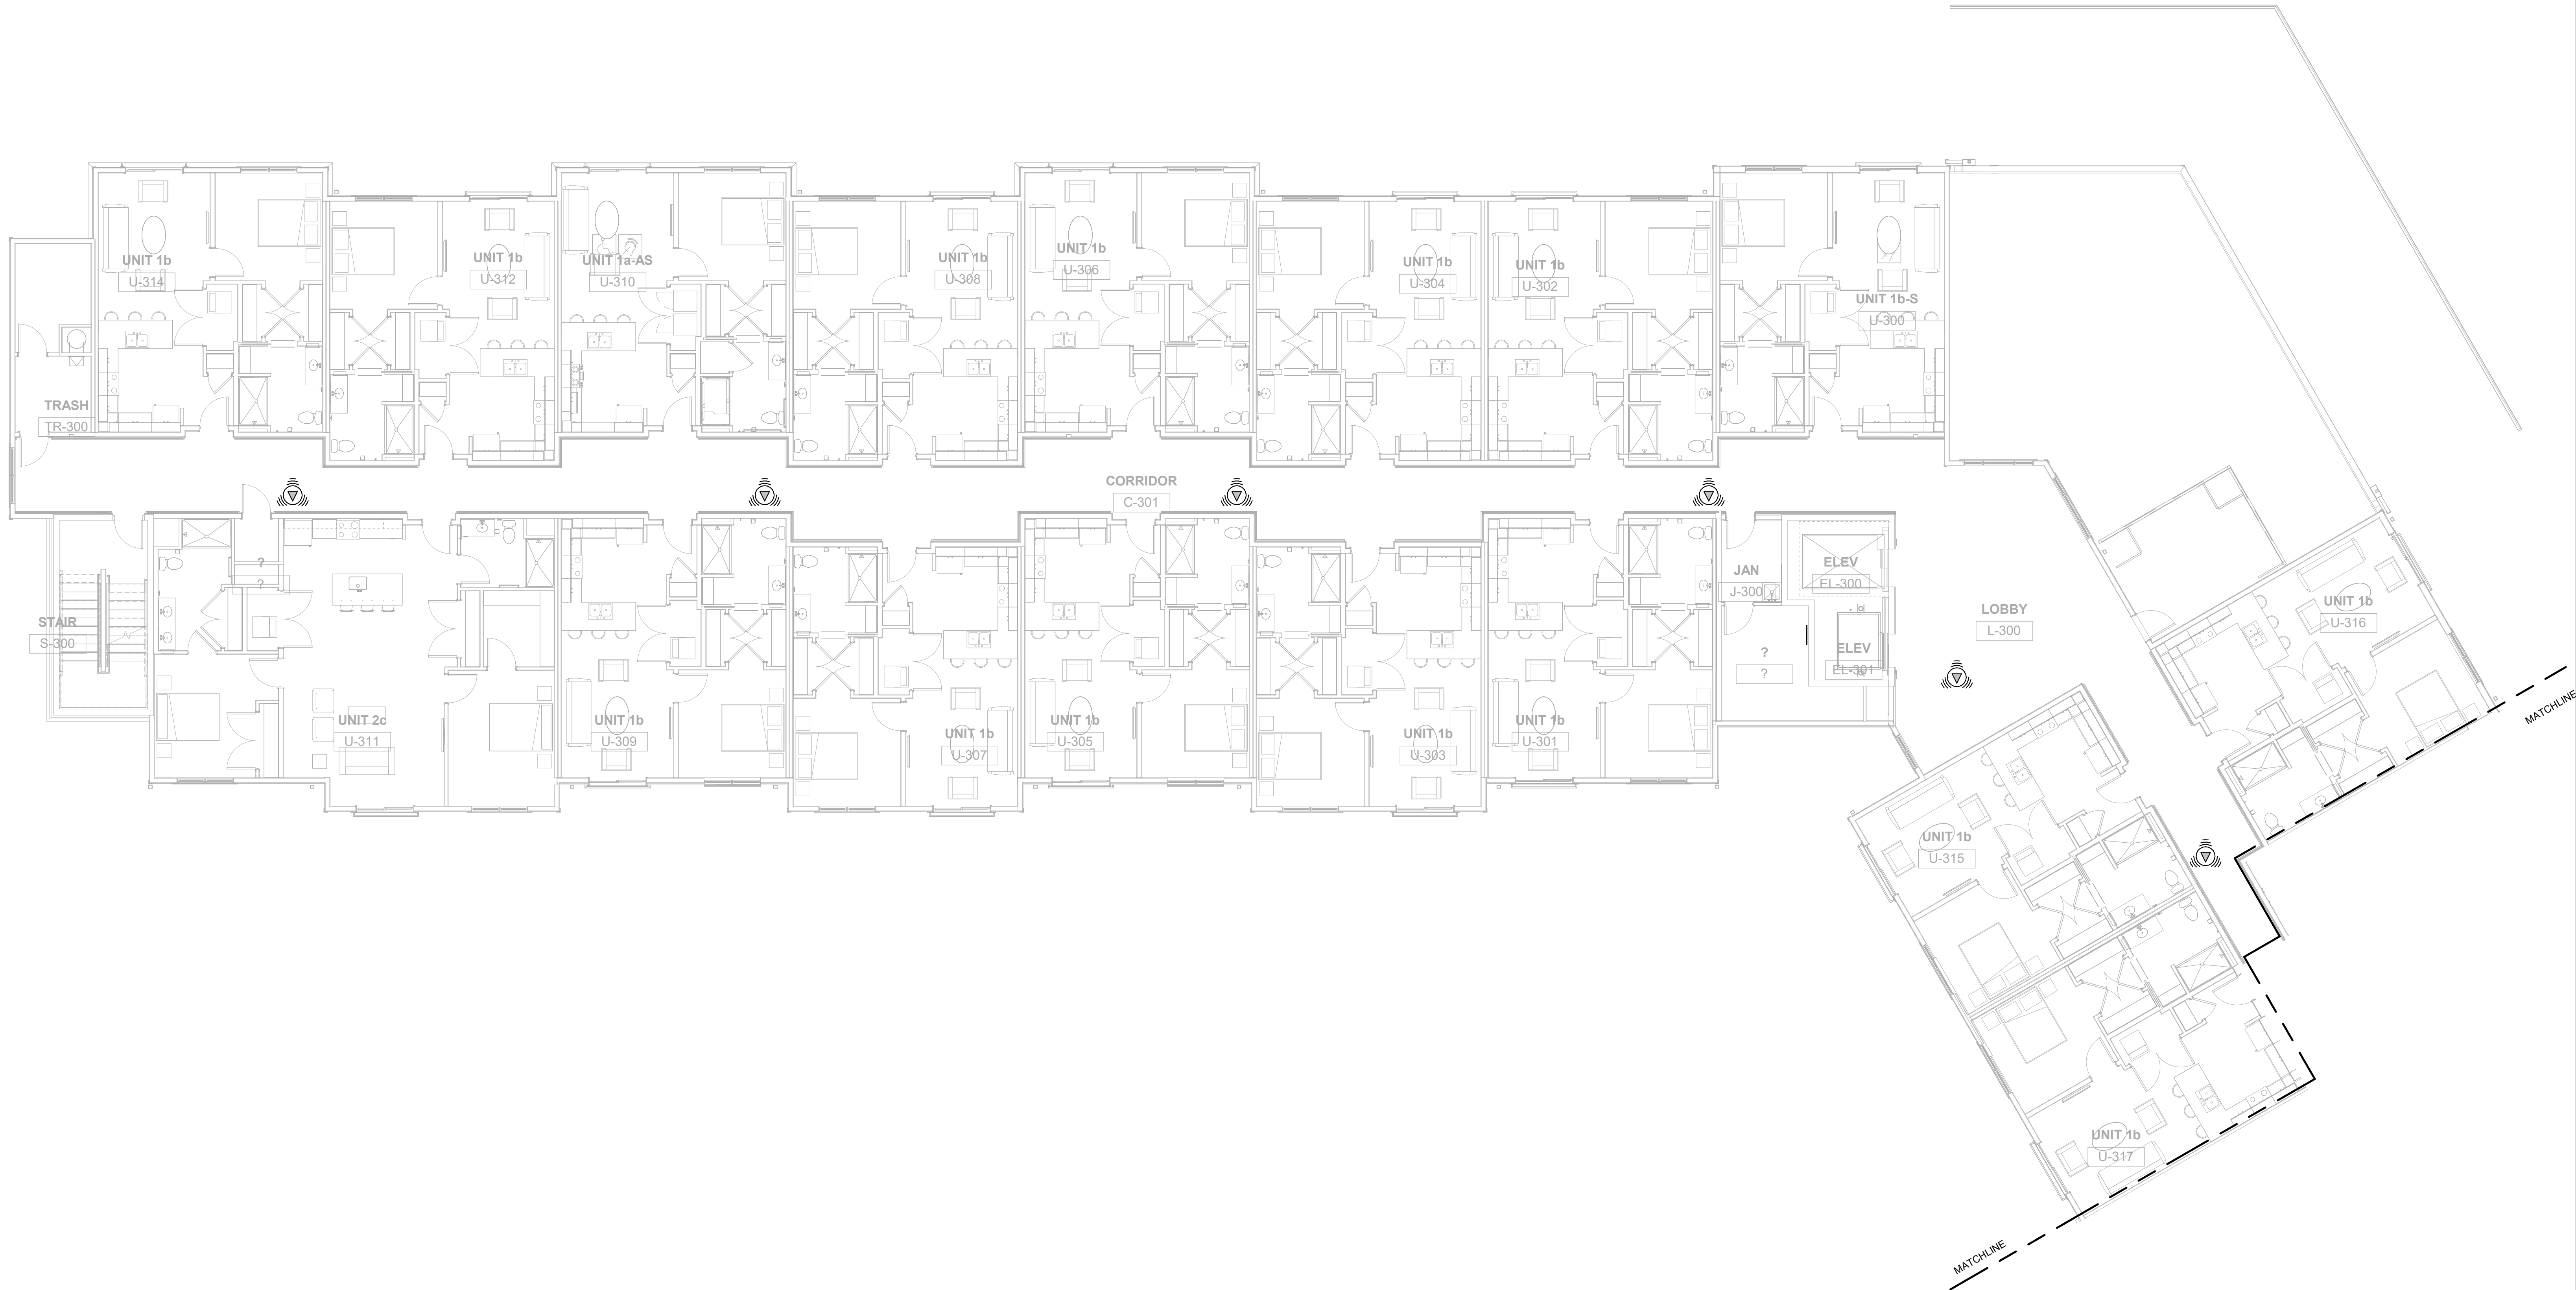 UNIT 1b
U-314
UNIT 1b
U-312
UNIT 1a-AS
U-310
UNIT 1b
U-308
UNIT 1b
U-306
UNIT 1b
U-304
UNIT 1b
U-302
UNIT 1b-S
U-300
TRASH
TR-300
CORRIDOR
C-301
?
?
STAIR
S-300
UNIT 2c
U-311
UNIT 1b
U-309
UNIT 1b
U-307
UNIT 1b
U-305
UNIT 1b
U-303
UNIT 1b
U-301
JAN
J-300
?
?
ELEV
EL-300
ELEV
EL-301
LOBBY
L-300
UNIT 1b
U-316
MATCHLINE
UNIT 1b
U-315
UNIT 1b
U-317
MATCHLINE